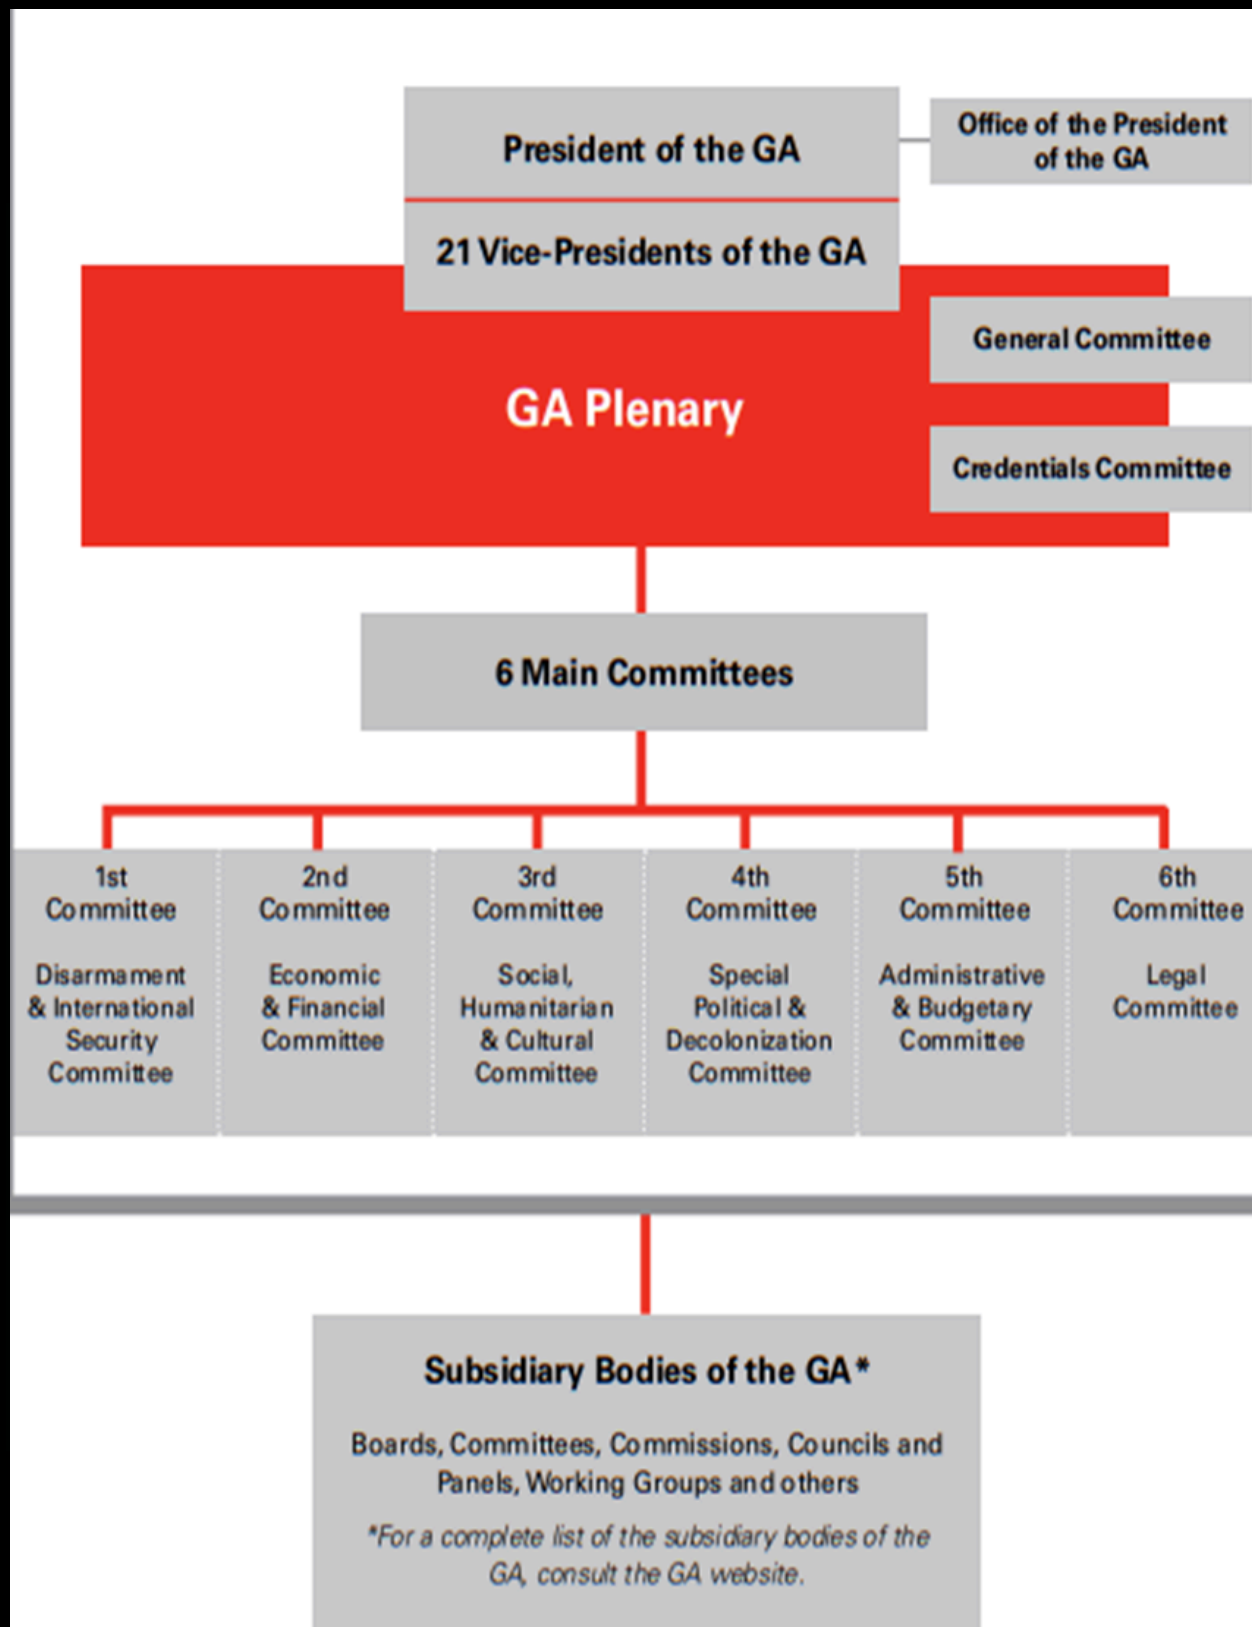 President of the GA
Office of the President
of the GA
21 Vice-Presidents of the GA
General Committee
GA Plenary
Credentials Committee
6 Main Committees
1st
Committee
Disarmament
& International
Security
Committee
2nd
Committee
Economic
& Financial
Committee
3rd
Committee
Social,
Humanitarian
& Cultural
Committee
4th
Committee
Special
Political &
Decolonization
Committee
5th
Committee
Administrative
& Budgetary
Committee
6th
Committee
Legal
Committee
Subsidiary Bodies of the GA*
Boards, Committees, Commissions, Councils and
Panels, Working Groups and others
*For a complete list of the subsidiary bodies of the
GA, consult the GA website.